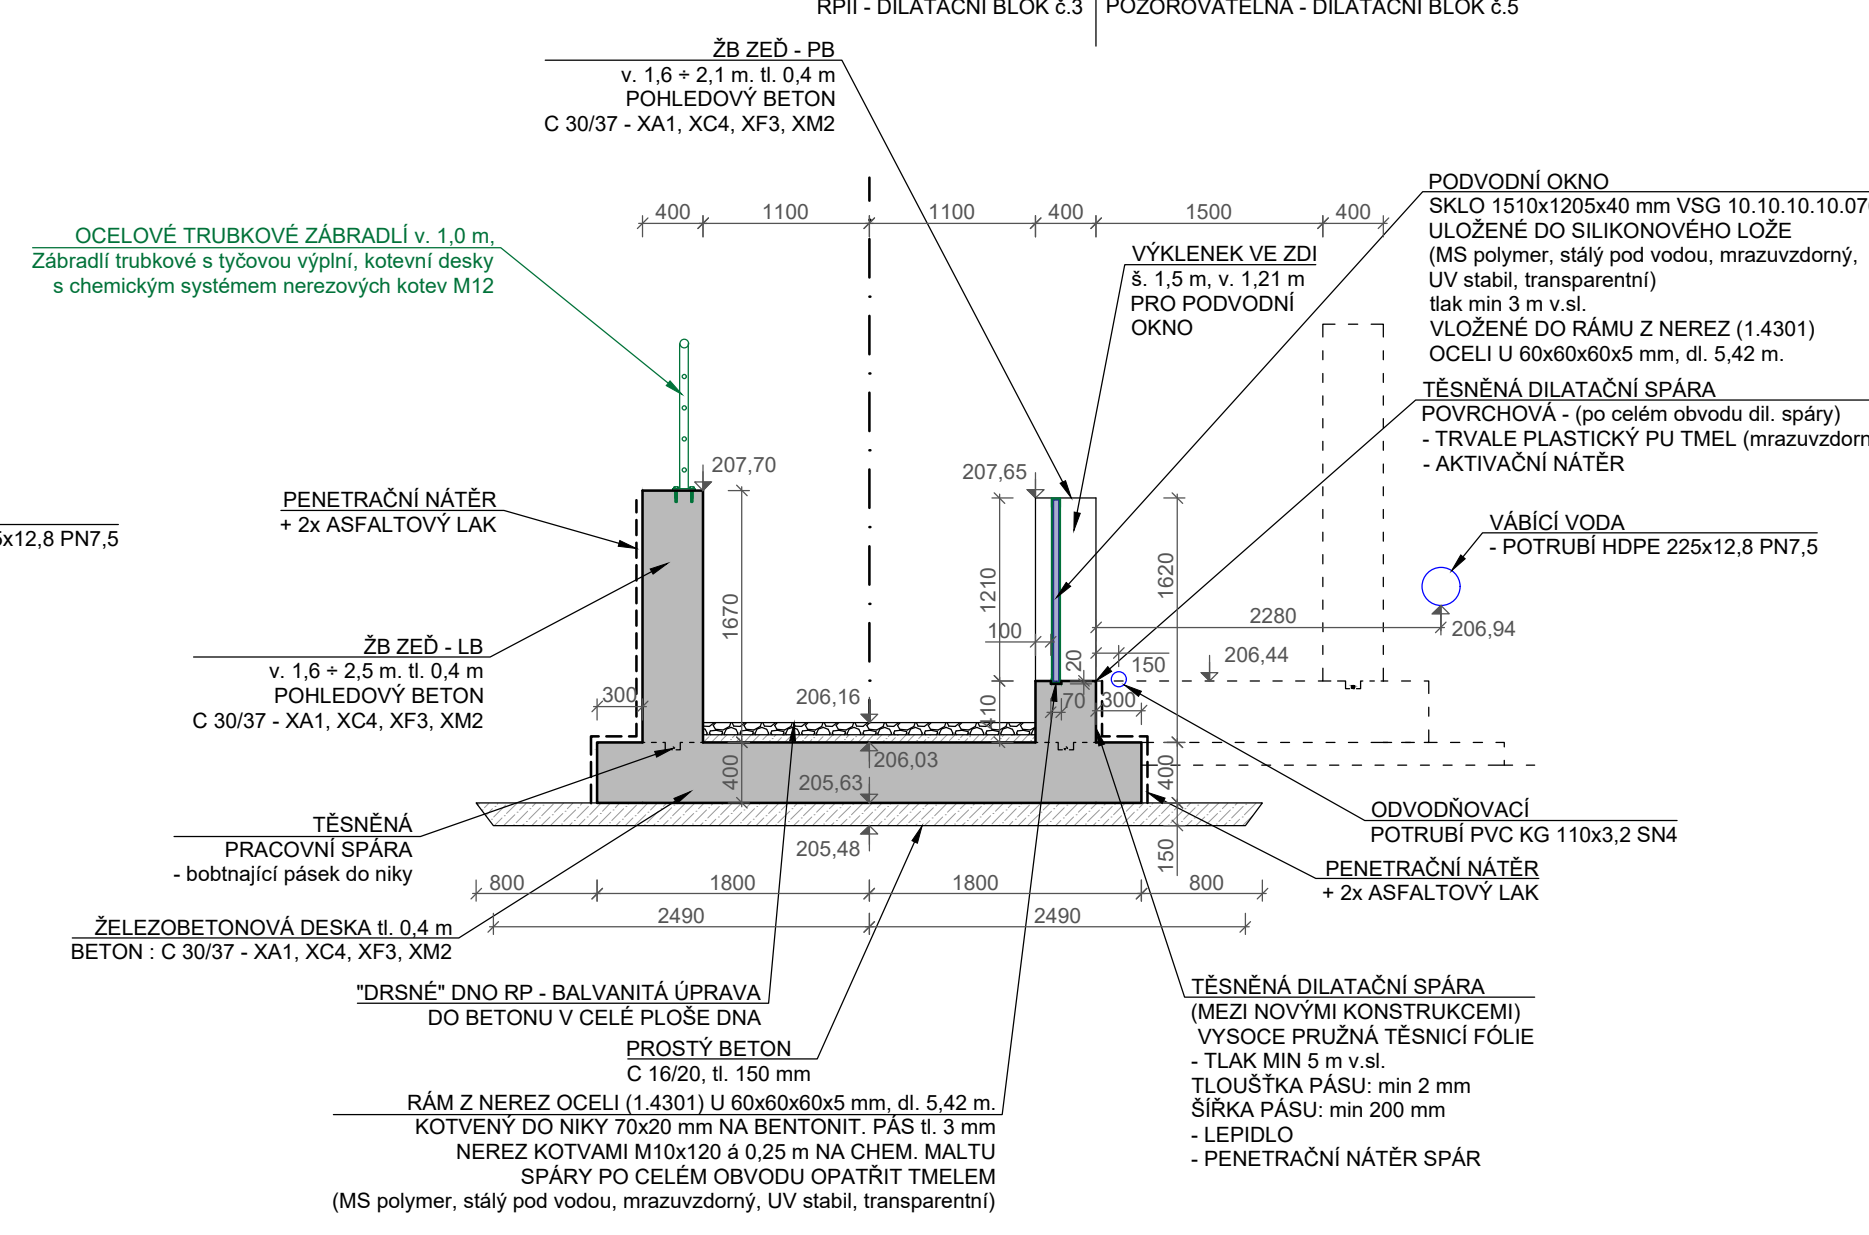 RPII - DILATAČNÍ BLOK č.3
POZOROVATELNA - DILATAČNÍ BLOK č.5
ŽB ZEĎ - PB
v. 1,6 ÷ 2,1 m. tl. 0,4 m
POHLEDOVÝ BETON
C 30/37 - XA1, XC4, XF3, XM2
OCELOVÉ TRUBKOVÉ ZÁBRADLÍ v. 1,0 m,
Zábradlí trubkové s tyčovou výplní, kotevní desky
s chemickým systémem nerezových kotev M12
400
1100
1100
400
1500
400
VÝKLENEK VE ZDI
š. 1,5 m, v. 1,21 m
PRO PODVODNÍ
OKNO
PODVODNÍ OKNO
SKLO 1510x1205x40 mm VSG 10.10.10.10.07
ULOŽENÉ DO SILIKONOVÉHO LOŽE
(MS polymer, stálý pod vodou, mrazuvzdorný,
UV stabil, transparentní)
tlak min 3 m v.sl.
VLOŽENÉ DO RÁMU Z NEREZ (1.4301)
OCELI U 60x60x60x5 mm, dl. 5,42 m.
TĚSNĚNÁ DILATAČNÍ SPÁRA
POVRCHOVÁ - (po celém obvodu dil. spáry)
- TRVALE PLASTICKÝ PU TMEL (mrazuvzdorn
- AKTIVAČNÍ NÁTĚR
207,70
207,65
PENETRAČNÍ NÁTĚR
+ 2x ASFALTOVÝ LAK
x12,8 PN7,5
VÁBÍCÍ VODA
- POTRUBÍ HDPE 225x12,8 PN7,5
1670
1210
1620
2280
206,94
100
20
150
206,44
ŽB ZEĎ - LB
v. 1,6 ÷ 2,5 m. tl. 0,4 m
POHLEDOVÝ BETON
C 30/37 - XA1, XC4, XF3, XM2
300
206,16
410
70
300
206,03
400
205,63
400
TĚSNĚNÁ
PRACOVNÍ SPÁRA
- bobtnající pásek do niky
205,48
150
ODVODŇOVACÍ
POTRUBÍ PVC KG 110x3,2 SN4
PENETRAČNÍ NÁTĚR
+ 2x ASFALTOVÝ LAK
800
1800
1800
800
2490
2490
ŽELEZOBETONOVÁ DESKA tl. 0,4 m
BETON : C 30/37 - XA1, XC4, XF3, XM2
"DRSNÉ" DNO RP - BALVANITÁ ÚPRAVA
DO BETONU V CELÉ PLOŠE DNA
PROSTÝ BETON
C 16/20, tl. 150 mm
RÁM Z NEREZ OCELI (1.4301) U 60x60x60x5 mm, dl. 5,42 m.
KOTVENÝ DO NIKY 70x20 mm NA BENTONIT. PÁS tl. 3 mm
NEREZ KOTVAMI M10x120 á 0,25 m NA CHEM. MALTU
SPÁRY PO CELÉM OBVODU OPATŘIT TMELEM
(MS polymer, stálý pod vodou, mrazuvzdorný, UV stabil, transparentní)
TĚSNĚNÁ DILATAČNÍ SPÁRA
(MEZI NOVÝMI KONSTRUKCEMI)
VYSOCE PRUŽNÁ TĚSNICÍ FÓLIE
- TLAK MIN 5 m v.sl.
TLOUŠŤKA PÁSU: min 2 mm
ŠÍŘKA PÁSU: min 200 mm
- LEPIDLO
- PENETRAČNÍ NÁTĚR SPÁR